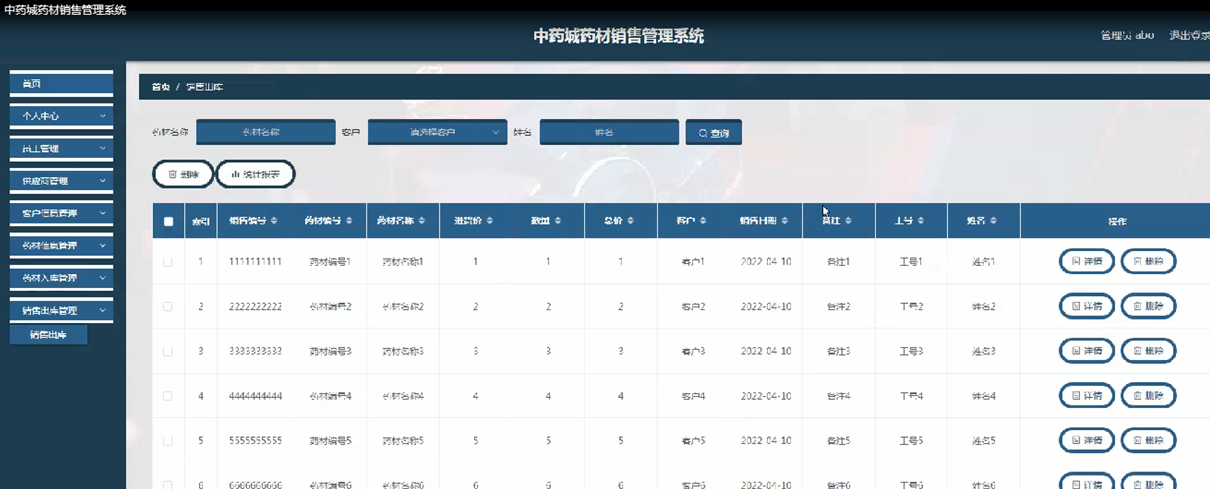 中药城药材销售管理系统
中药城药材销售管理系统
管理员 abo 退出登录
首页
个人中心
员工管理
供应商管理
客户信息管理
药材信息管理
药材入库管理
销售出库管理
销售出库
首页 / 销售出库
药材名称 药材名称 客户 请选择客户 姓名 姓名 查询
删除 统计报表
索引 销售编号 药材编号 药材名称 进货价 数量 总价 客户 销售日期 备注 工号 姓名 操作
1 1111111111 药材编号1 药材名称1 1 1 1 客户1 2022-04-10 备注1 工号1 姓名1 详情 删除
2 2222222222 药材编号2 药材名称2 2 2 2 客户2 2022-04-10 备注2 工号2 姓名2 详情 删除
3 3333333333 药材编号3 药材名称3 3 3 3 客户3 2022-04-10 备注3 工号3 姓名3 详情 删除
4 4444444444 药材编号4 药材名称4 4 4 4 客户4 2022-04-10 备注4 工号4 姓名4 详情 删除
5 5555555555 药材编号5 药材名称5 5 5 5 客户5 2022-04-10 备注5 工号5 姓名5 详情 删除
6 6666666666 药材编号6 药材名称6 6 6 6 客户6 2022-04-10 备注6 工号6 姓名6 详情 删除